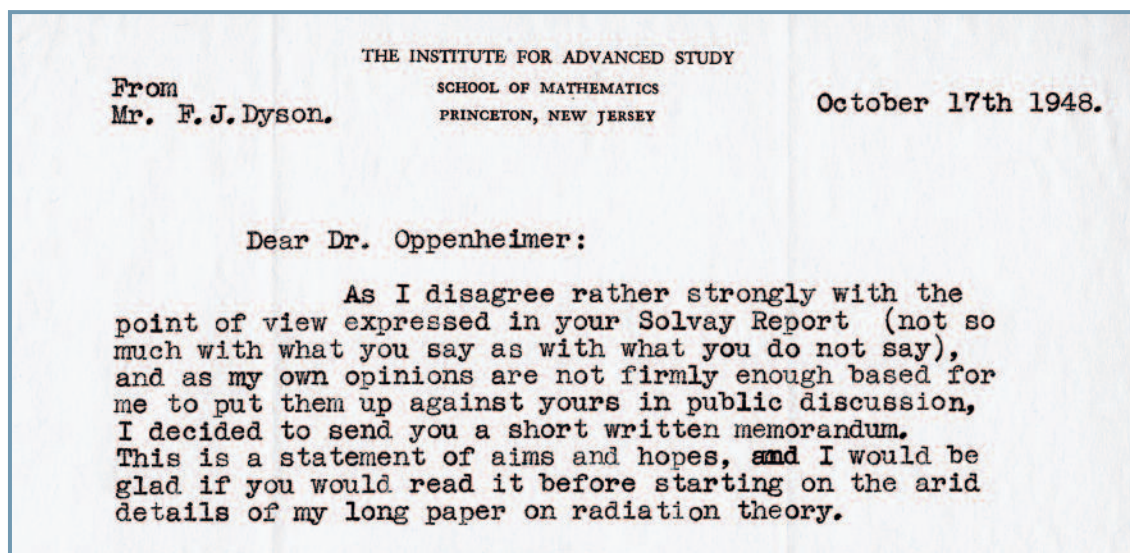 THE INSTITUTE FOR ADVANCED STUDY
From
SCHOOL OF MATHEMATICS
Mr. F.J.Dyson.
PRINCETON, NEW JERSEY
October 17th 1948.
Dear Dr. Oppenheimer:
As I disagree rather strongly with the
point of view expressed in your Solvay Report (not so
much with what you say as with what you do not say),
and as my own opinions are not firmly enough based for
me to put them up against yours in public discussion,
I decided to send you a short written memorandum.
This is a statement of aims and hopes, and I would be
glad if you would read it before starting on the arid
details of my long paper on radiation theory.